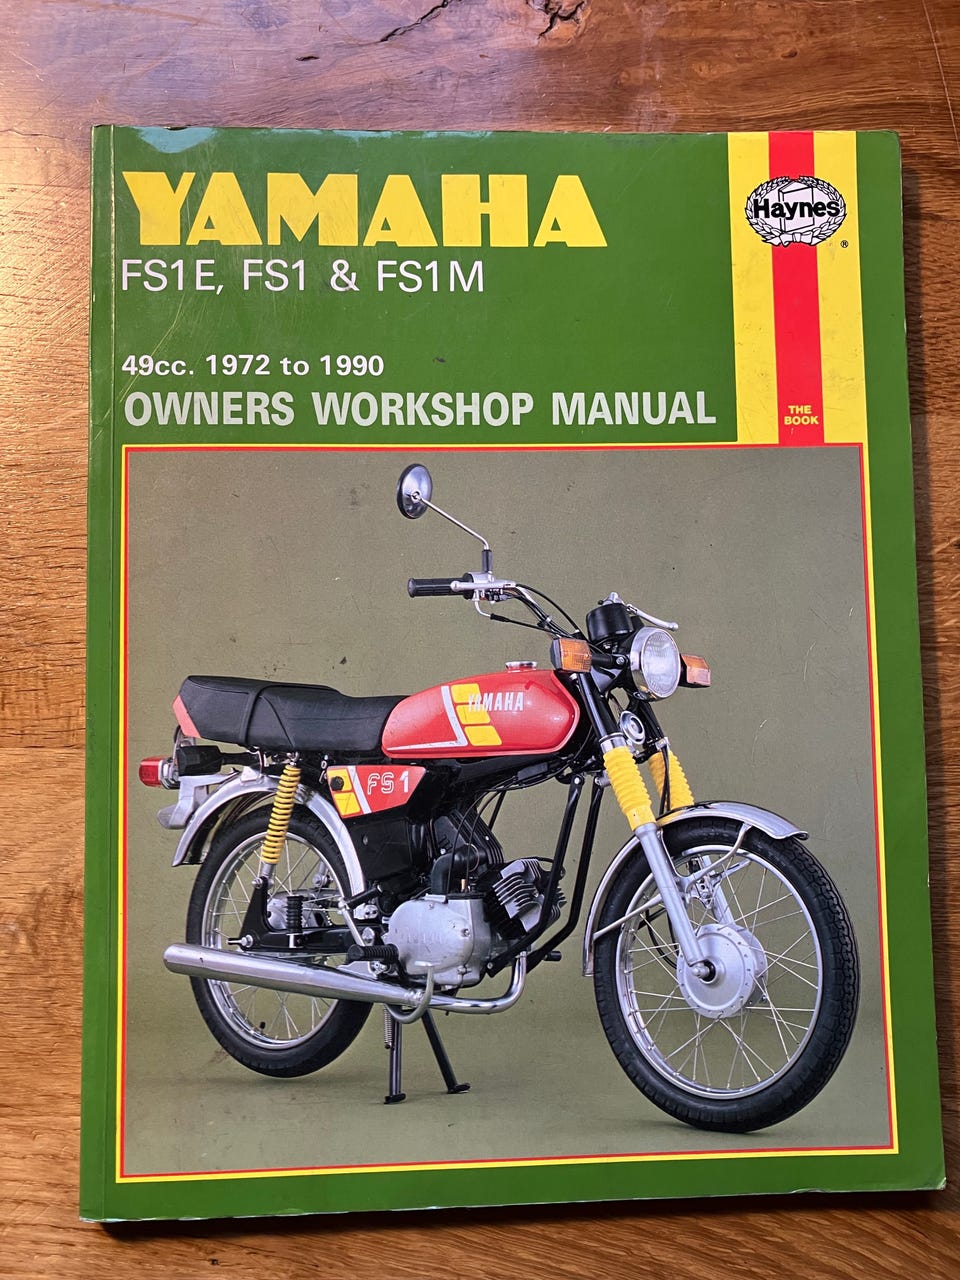 YAMAHA
FS1E, FS1 & FS1M
49cc. 1972 to 1990
OWNERS WORKSHOP MANUAL
Haynes
®
THE
BOOK
YAMAHA
FS1